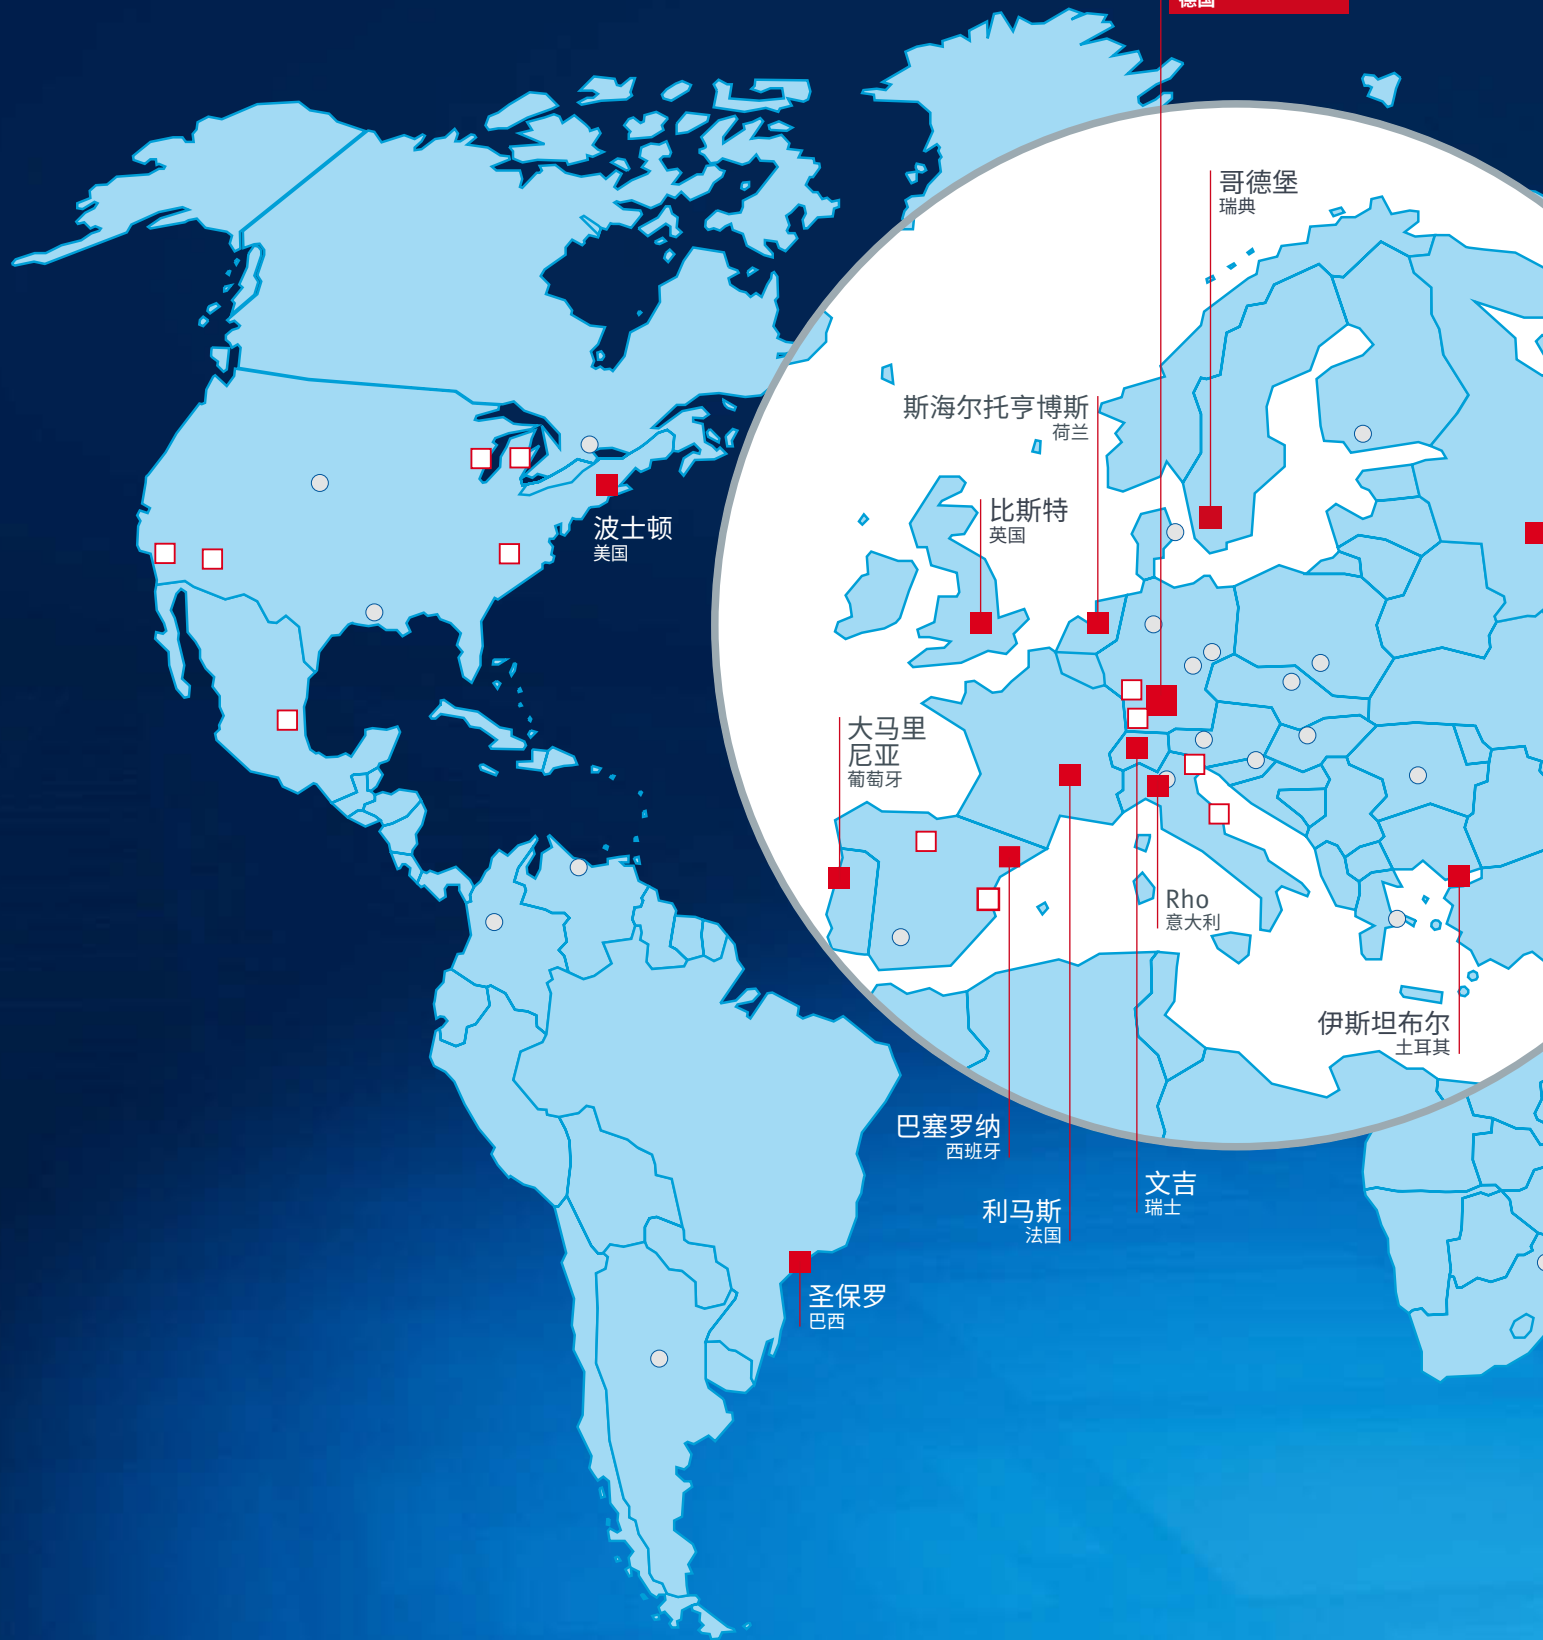 德国
哥德堡
瑞典
斯海尔托亨博斯
荷兰
比斯特
英国
波士顿
美国
大马里
尼亚
葡萄牙
Rho
意大利
伊斯坦布尔
土耳其
巴塞罗纳
西班牙
文吉
瑞士
利马斯
法国
圣保罗
巴西